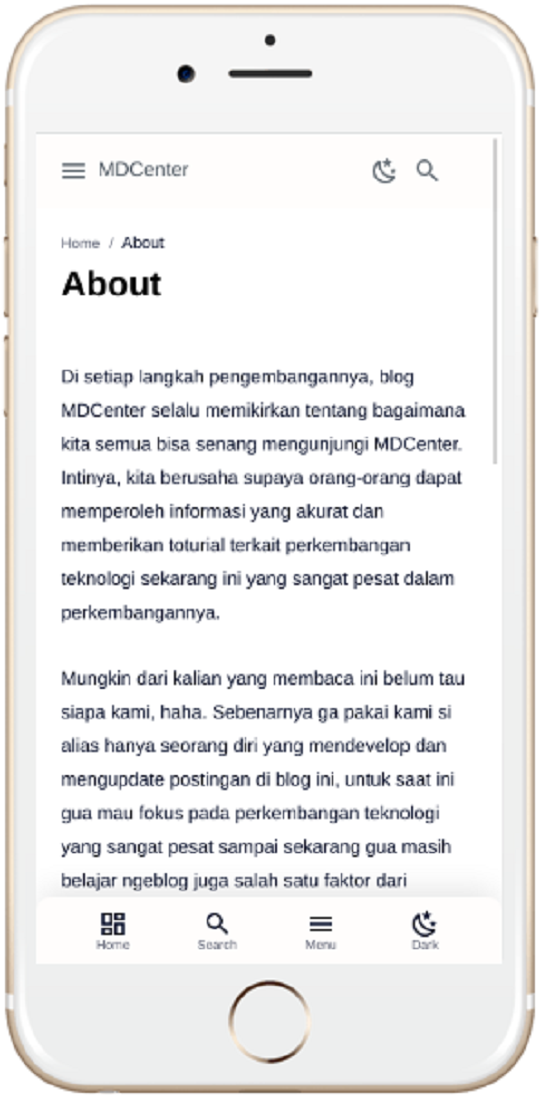 MDCenter
Home / About
About
Di setiap langkah pengembangannya, blog
MDCenter selalu memikirkan tentang bagaimana
kita semua bisa senang mengunjungi MDCenter.
Intinya, kita berusaha supaya orang-orang dapat
memperoleh informasi yang akurat dan
memberikan toturial terkait perkembangan
teknologi sekarang ini yang sangat pesat dalam
perkembangannya.
Mungkin dari kalian yang membaca ini belum tau
siapa kami, haha. Sebenarnya ga pakai kami si
alias hanya seorang diri yang mendevelop dan
mengupdate postingan di blog ini, untuk saat ini
gua mau fokus pada perkembangan teknologi
yang sangat pesat sampai sekarang gua masih
belajar ngeblog juga salah satu faktor dari
Home Search Menu Dark